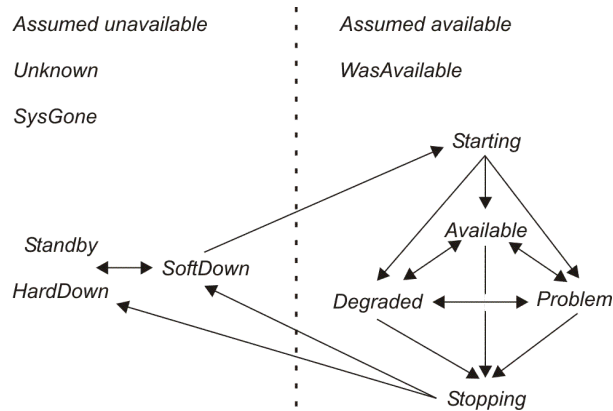 Assumed unavailable
Unknown
SysGone
Assumed available
WasAvailable
Starting
Available
Standby
SoftDown
HardDown
Degraded
Problem
Stopping